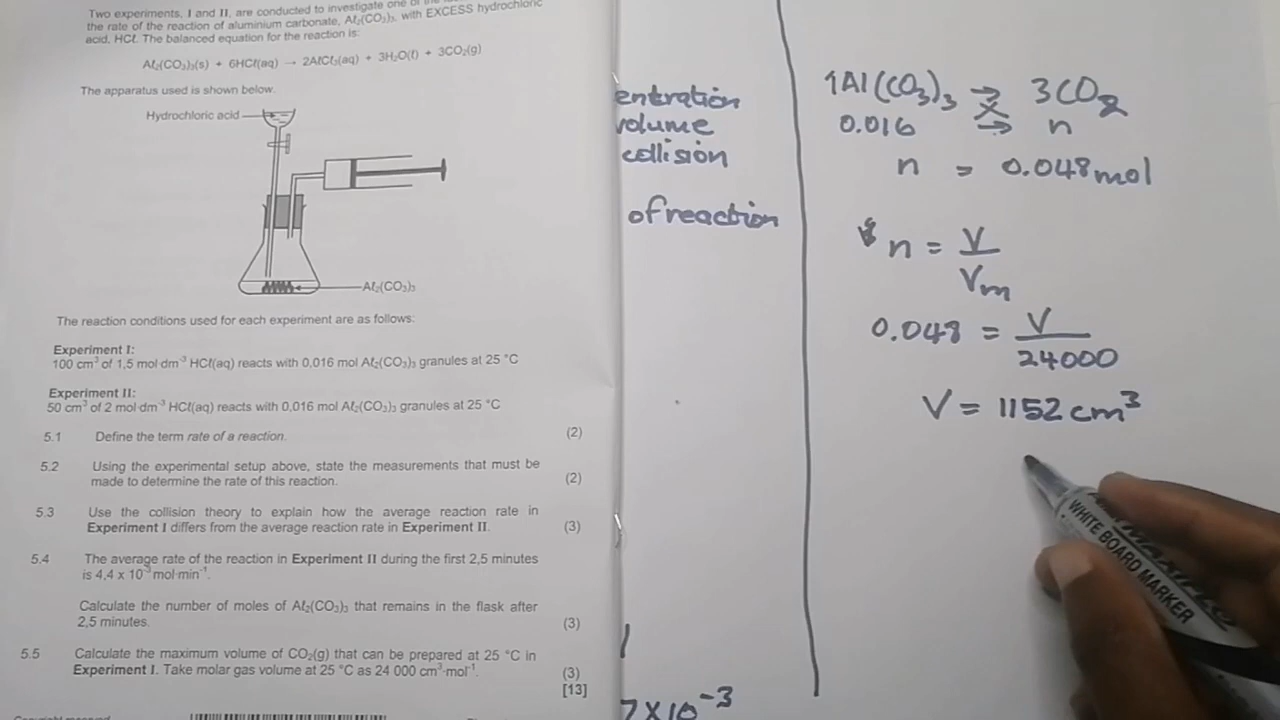 Two experiments, I and II, are conducted to investigate one of the
the rate of the reaction of aluminium carbonate, Aℓ₂(CO₃)₃, with EXCESS hydrochloric
acid, HCℓ. The balanced equation for the reaction is:
Aℓ₂(CO₃)₃(s) + 6HCℓ(aq) → 2AℓCℓ₃(aq) + 3H₂O(ℓ) + 3CO₂(g)
The apparatus used is shown below.
Hydrochloric acid
Aℓ₂(CO₃)₃
The reaction conditions used for each experiment are as follows:
Experiment I:
100 cm³ of 1,5 mol·dm⁻³ HCℓ(aq) reacts with 0,016 mol Aℓ₂(CO₃)₃ granules at 25 °C
Experiment II:
50 cm³ of 2 mol·dm⁻³ HCℓ(aq) reacts with 0,016 mol Aℓ₂(CO₃)₃ granules at 25 °C
5.1 Define the term rate of a reaction. (2)
5.2 Using the experimental setup above, state the measurements that must be
made to determine the rate of this reaction. (2)
5.3 Use the collision theory to explain how the average reaction rate in
Experiment I differs from the average reaction rate in Experiment II. (3)
5.4 The average rate of the reaction in Experiment II during the first 2,5 minutes
is 4,4 x 10⁻³ mol·min⁻¹.
Calculate the number of moles of Aℓ₂(CO₃)₃ that remains in the flask after
2,5 minutes. (3)
5.5 Calculate the maximum volume of CO₂(g) that can be prepared at 25 °C in
Experiment I. Take molar gas volume at 25 °C as 24 000 cm³·mol⁻¹. (3)
[13]
entration
volume
collision
of reaction
7 X 10⁻³
1Al(CO₃)₃ → 3CO₂
0.016 → n
n = 0.048mol
n = V/Vm
0.048 = V/24000
V = 1152 cm³
WHITE BOARD MARKER